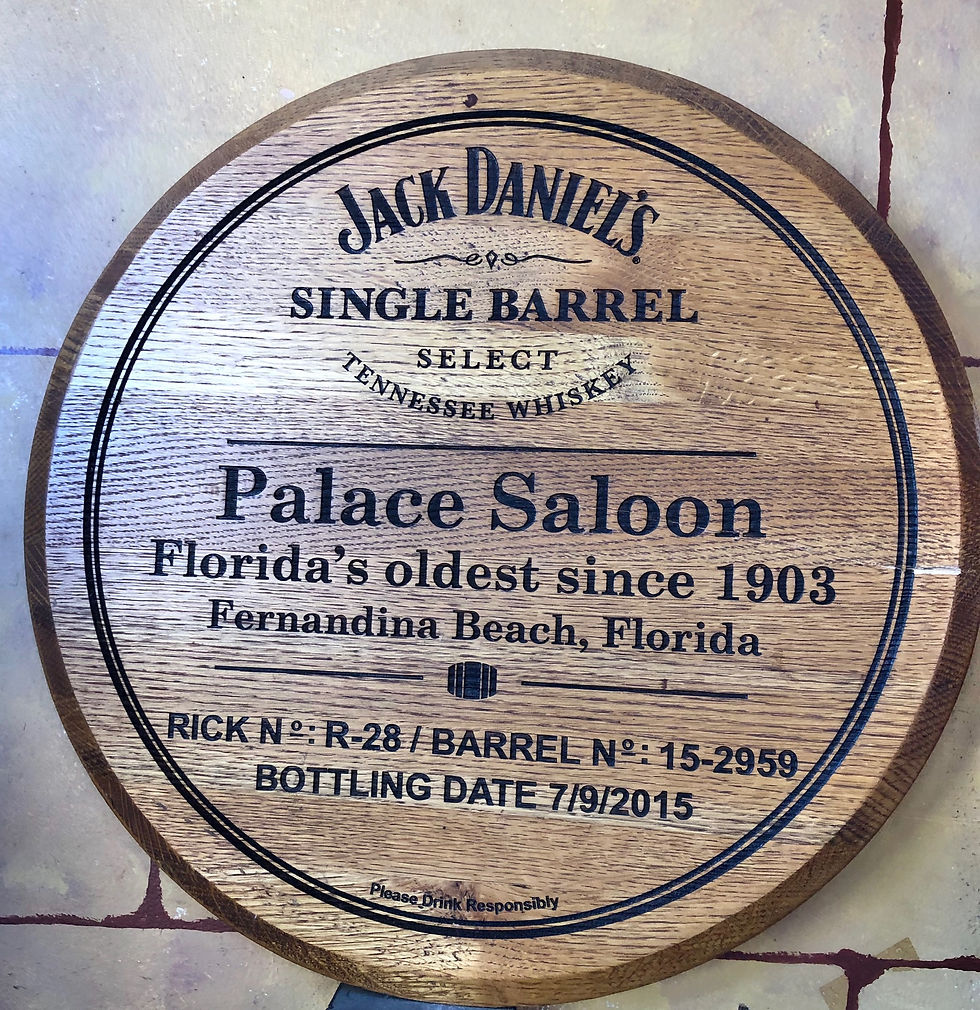 JACK DANIEL'S
SINGLE BARREL
SELECT
TENNESSEE WHISKEY
Palace Saloon
Florida's oldest since 1903
Fernandina Beach, Florida
RICK Nº: R-28 / BARREL Nº: 15-2959
BOTTLING DATE 7/9/2015
Please Drink Responsibly